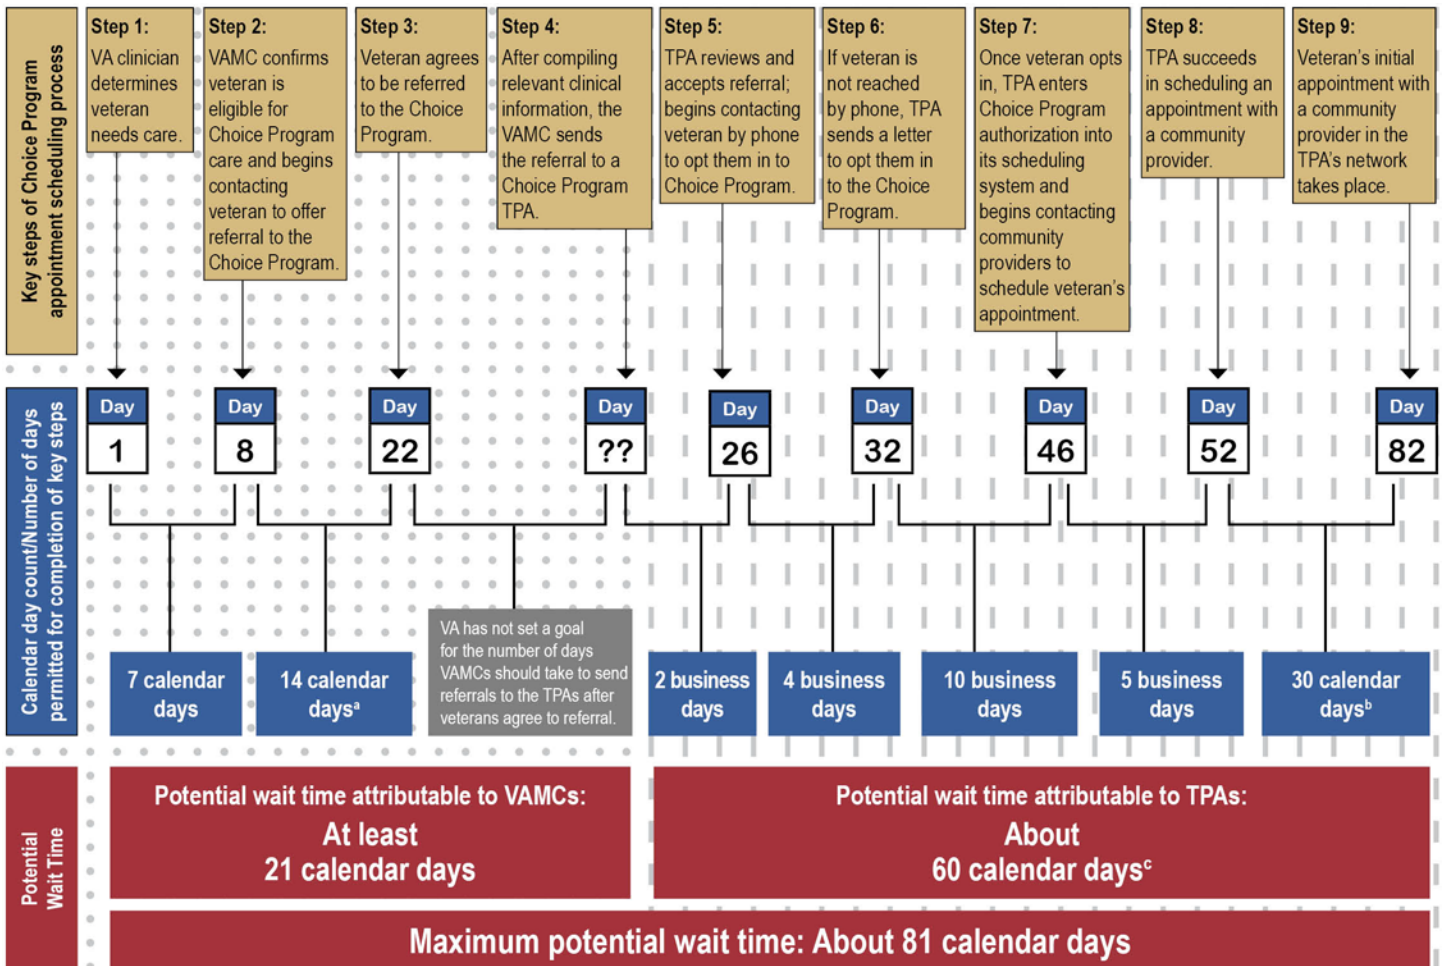 Key steps of Choice Program
appointment scheduling process
Step 1:
VA clinician
determines
veteran
needs care.
Step 2:
VAMC confirms
veteran is
eligible for
Choice Program
care and begins
contacting
veteran to offer
referral to the
Choice Program.
Step 3:
Veteran agrees
to be referred
to the Choice
Program.
Step 4:
After compiling
relevant clinical
information, the
VAMC sends
the referral to a
Choice Program
TPA.
Step 5:
TPA reviews and
accepts referral;
begins contacting
veteran by phone
to opt them in to
Choice Program.
Step 6:
If veteran is
not reached
by phone, TPA
sends a letter
to opt them in
to the Choice
Program.
Step 7:
Once veteran opts
in, TPA enters
Choice Program
authorization into
its scheduling
system and
begins contacting
community
providers to
schedule veteran’s
appointment.
Step 8:
TPA succeeds
in scheduling an
appointment with
a community
provider.
Step 9:
Veteran’s initial
appointment with
a community
provider in the
TPA’s network
takes place.
Calendar day count/Number of days
permitted for completion of key steps
Day
1
Day
8
Day
22
Day
??
Day
26
Day
32
Day
46
Day
52
Day
82
7 calendar
days
14 calendar
daysᵃ
VA has not set a goal
for the number of days
VAMCs should take to send
referrals to the TPAs after
veterans agree to referral.
2 business
days
4 business
days
10 business
days
5 business
days
30 calendar
daysᵇ
Potential
Wait Time
Potential wait time attributable to VAMCs:
At least
21 calendar days
Potential wait time attributable to TPAs:
About
60 calendar daysᶜ
Maximum potential wait time: About 81 calendar days